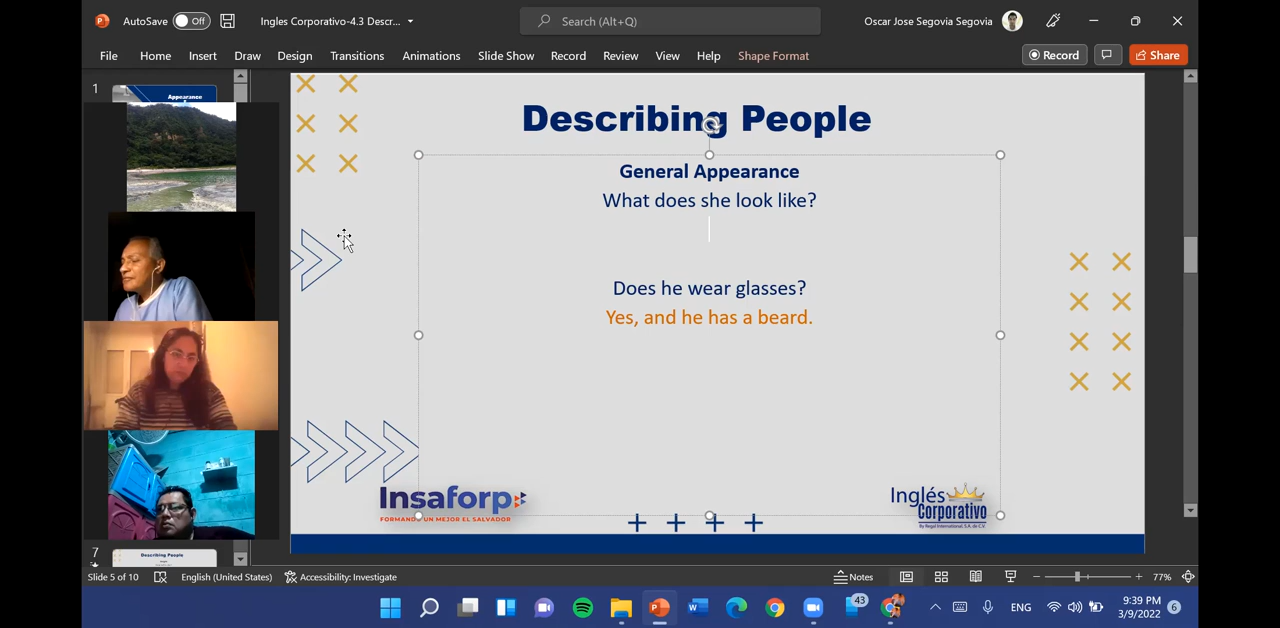 AutoSave Off Ingles Corporativo-4.3 Descr... Search (Alt+Q) Oscar Jose Segovia Segovia
File Home Insert Draw Design Transitions Animations Slide Show Record Review View Help Shape Format Record Share
1
Appearance
Describing People
General Appearance
What does she look like?
Does he wear glasses?
Yes, and he has a beard.
Insaforp
FORMANDO UN MEJOR EL SALVADOR
Inglés
Corporativo
By Regal International, S.A. de C.V.
7
Describing People
Slide 5 of 10 English (United States) Accessibility: Investigate Notes 77%
43
ENG
9:39 PM
3/9/2022
6